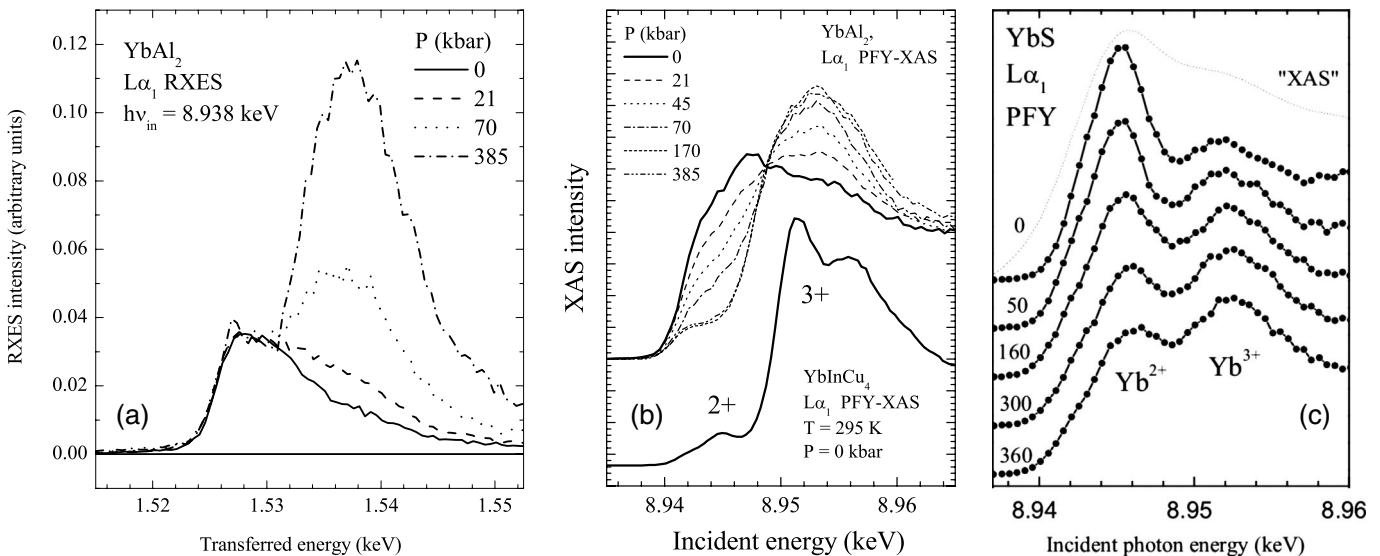 YbAl₂
Lα₁ RXES
hν_in = 8.938 keV
P (kbar)
0
21
70
385
RXES intensity (arbitrary units)
0.12
0.10
0.08
0.06
0.04
0.02
0.00
(a)
1.52
1.53
1.54
1.55
Transferred energy (keV)
P (kbar)
0
21
45
70
170
385
YbAl₂,
Lα₁ PFY-XAS
XAS intensity
3+
2+
(b)
YbInCu₄
Lα₁ PFY-XAS
T = 295 K
P = 0 kbar
8.94
8.95
8.96
Incident energy (keV)
YbS
Lα₁
PFY
"XAS"
0
50
160
300
360
Yb²⁺
Yb³⁺
(c)
8.94
8.95
8.96
Incident photon energy (keV)